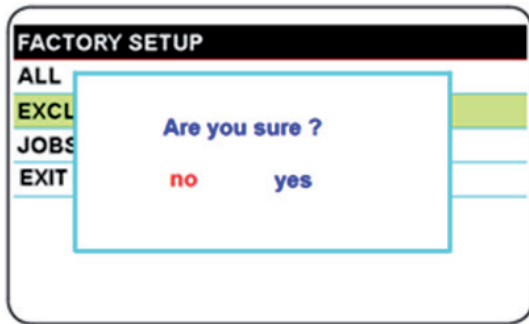 FACTORY SETUP
ALL
EXCL
JOBS
EXIT
Are you sure ?
no yes